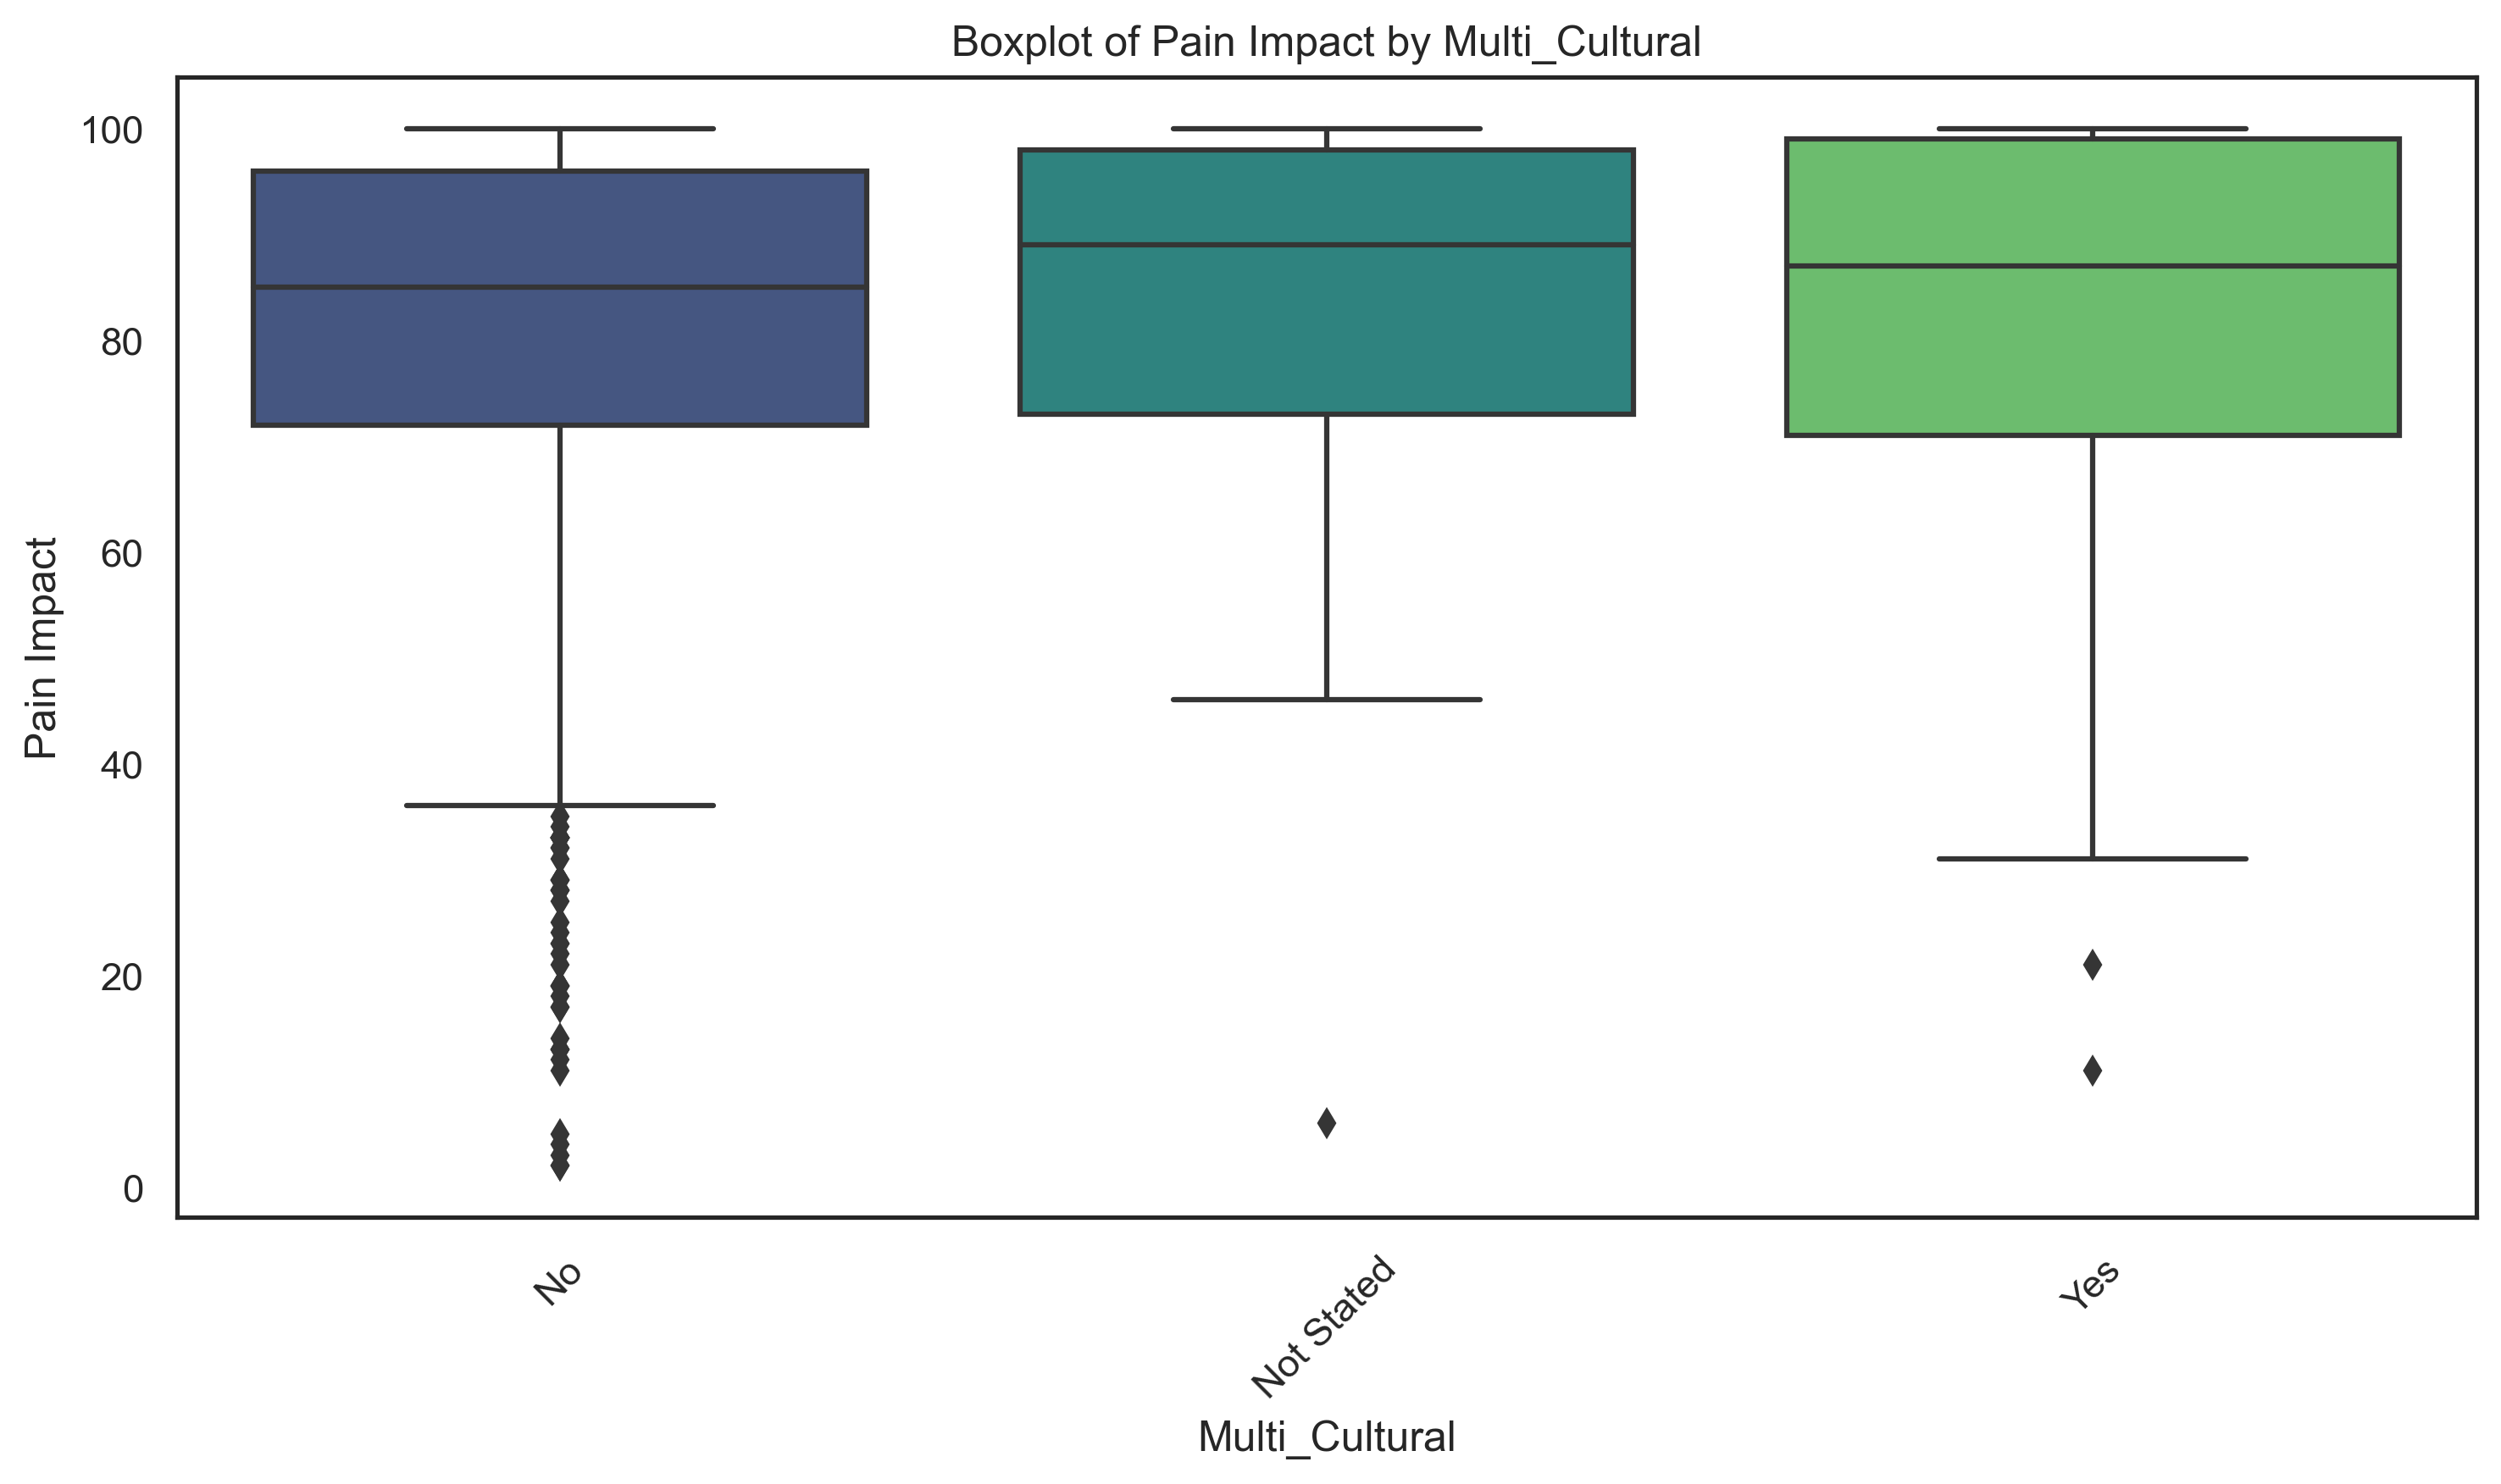 Boxplot of Pain Impact by Multi_Cultural
100
80
60
40
20
0
Pain Impact
No
Not Stated
Yes
Multi_Cultural